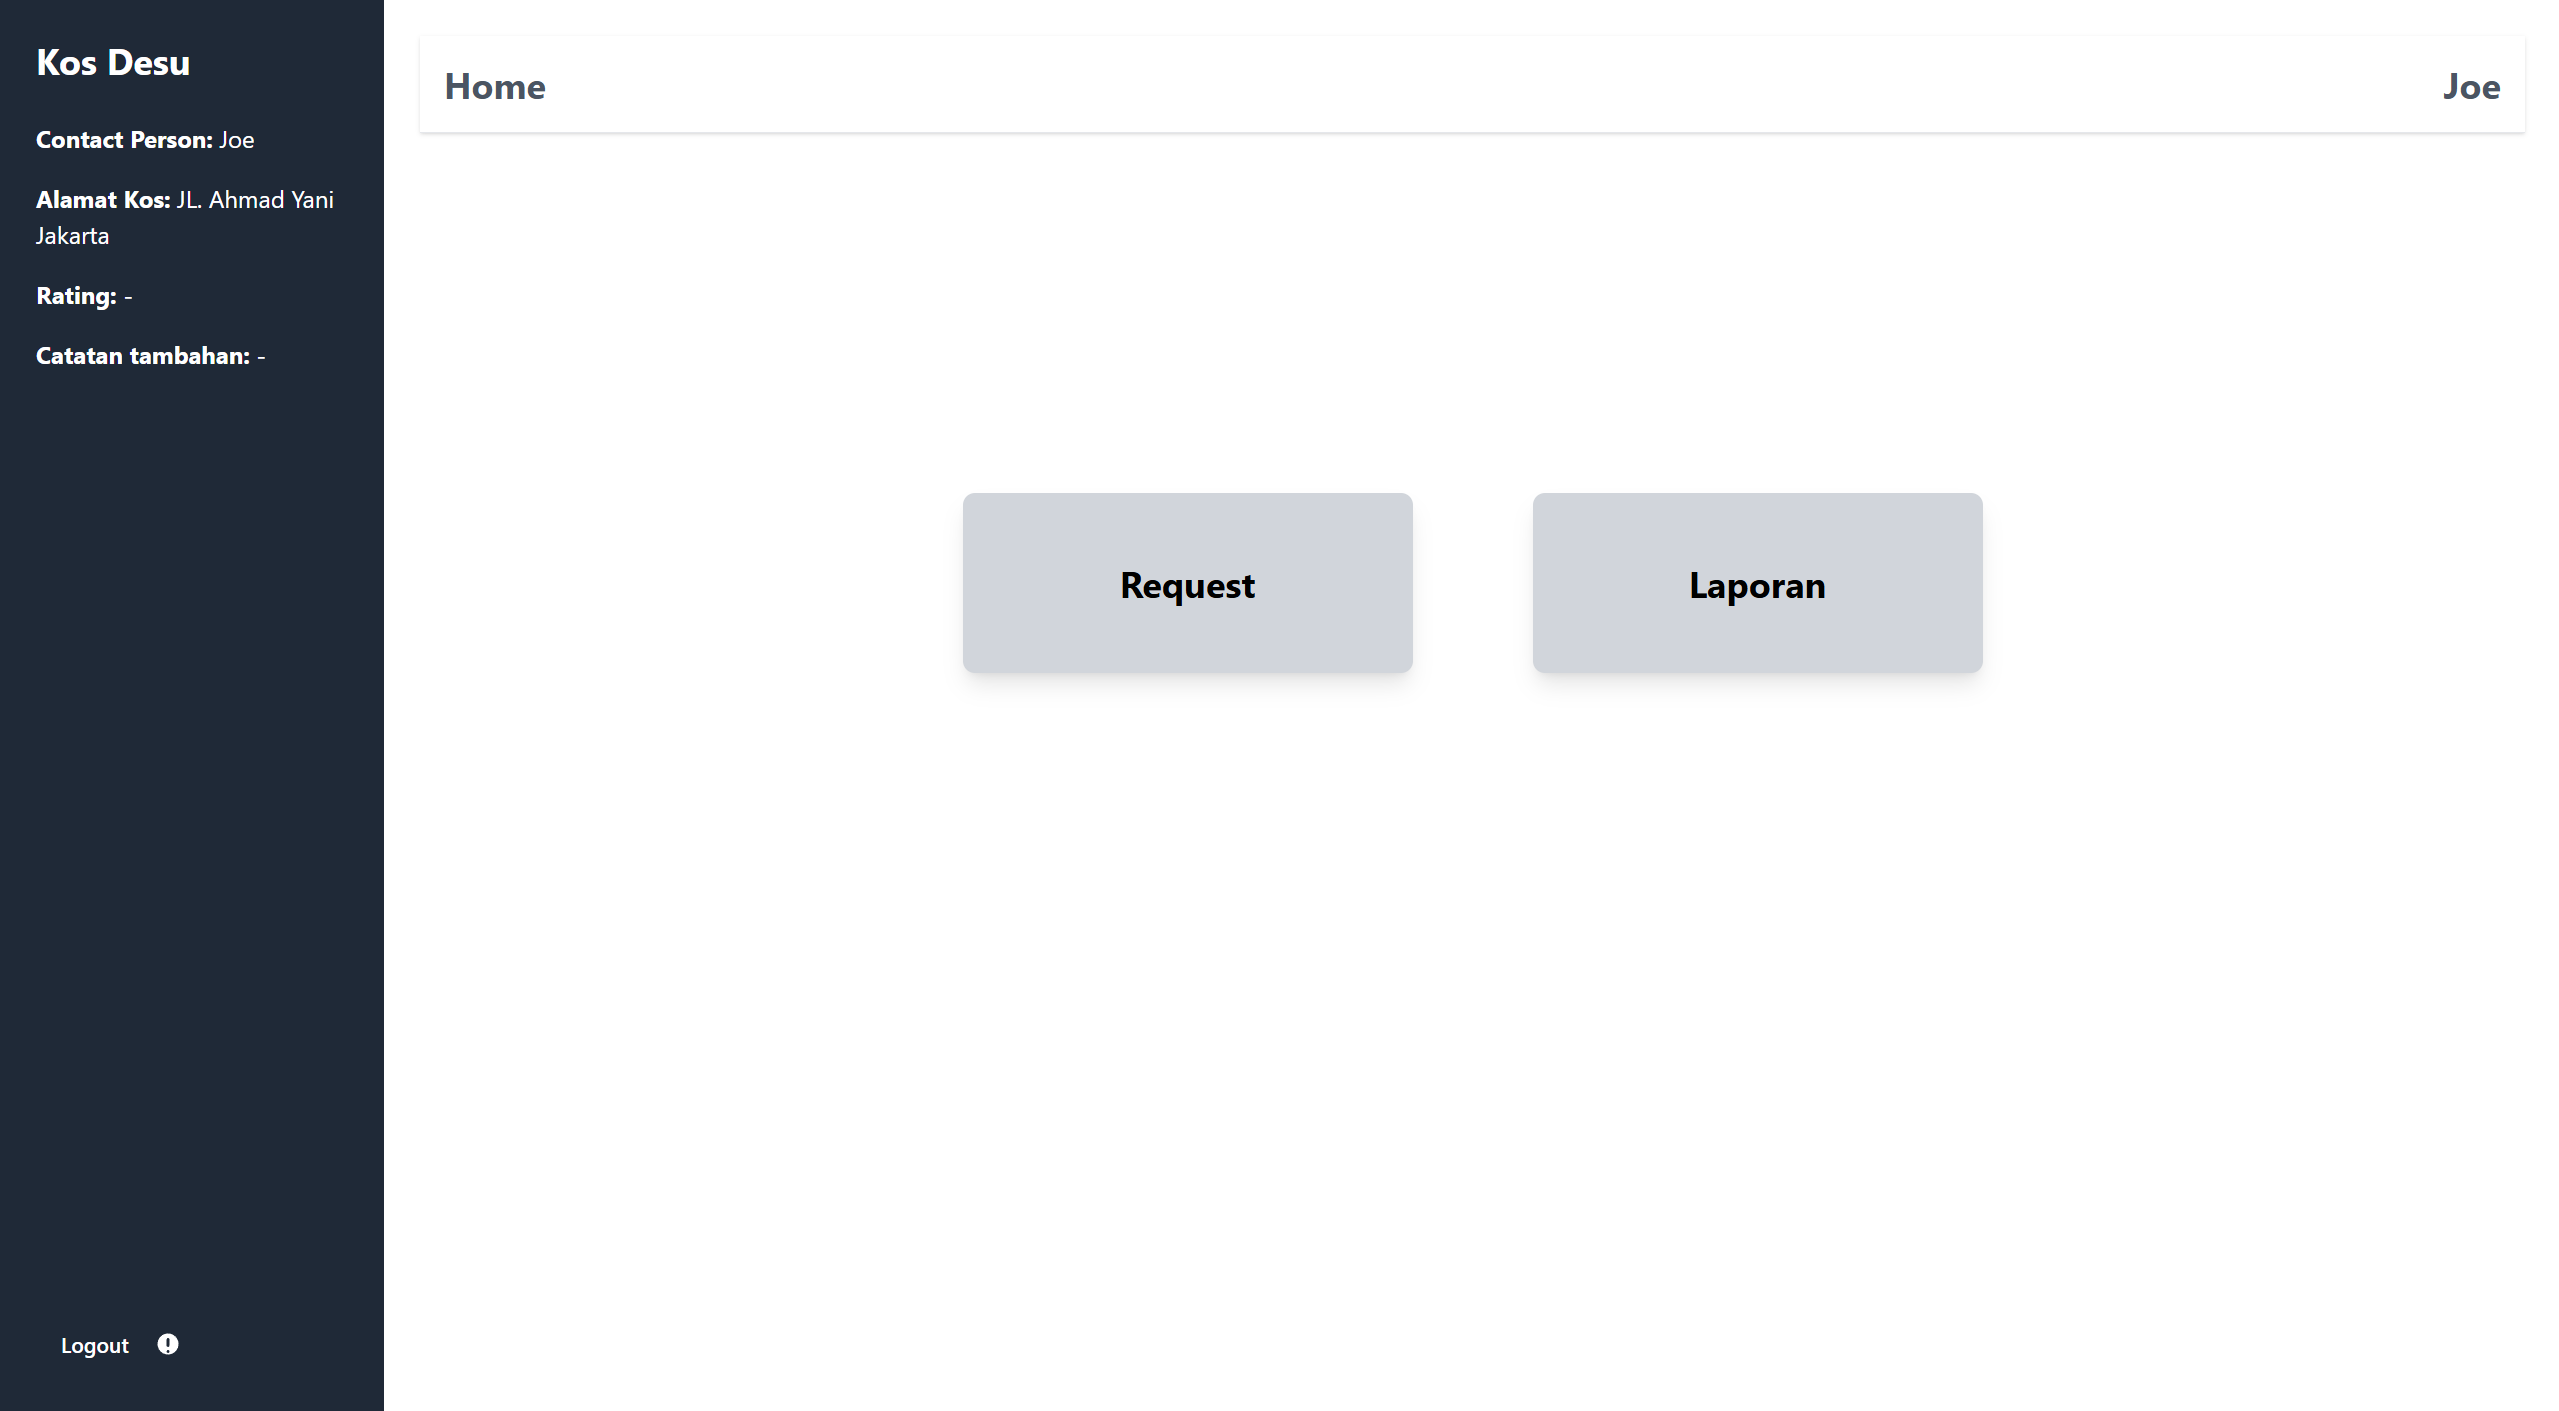 Kos Desu
Contact Person: Joe
Alamat Kos: JL. Ahmad Yani
Jakarta
Rating: -
Catatan tambahan: -
Logout
Home
Joe
Request
Laporan